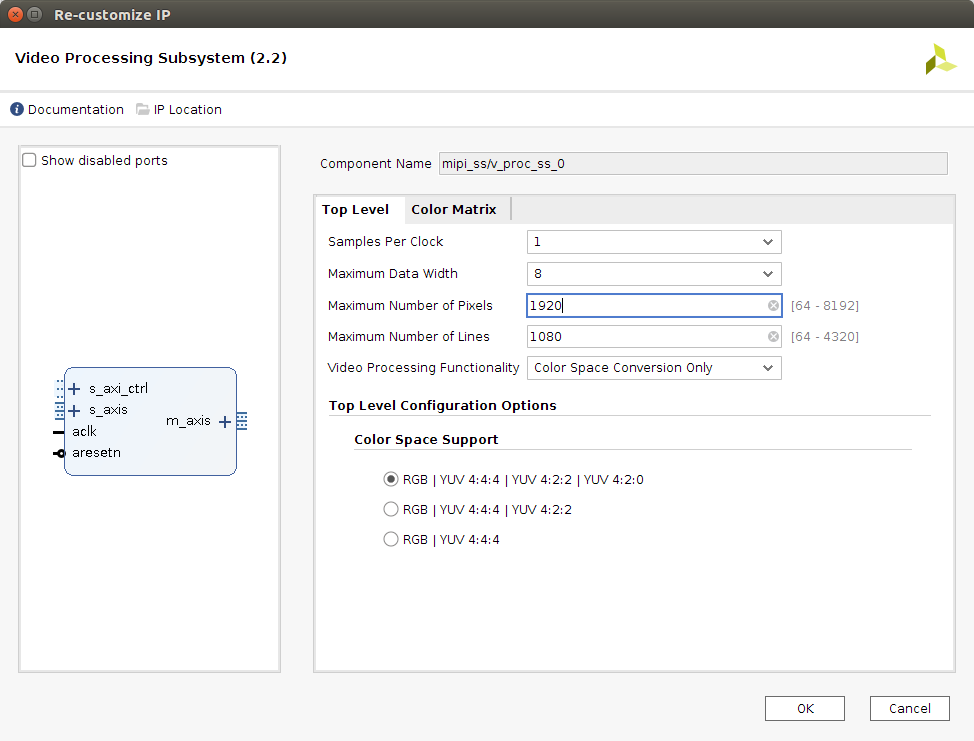 Re-customize IP
Video Processing Subsystem (2.2)
Documentation IP Location
Show disabled ports
s_axi_ctrl
s_axis
m_axis
aclk
aresetn
Component Name mipi_ss/v_proc_ss_0
Top Level Color Matrix
Samples Per Clock 1
Maximum Data Width 8
Maximum Number of Pixels 1920 [64 - 8192]
Maximum Number of Lines 1080 [64 - 4320]
Video Processing Functionality Color Space Conversion Only
Top Level Configuration Options
Color Space Support
RGB | YUV 4:4:4 | YUV 4:2:2 | YUV 4:2:0
RGB | YUV 4:4:4 | YUV 4:2:2
RGB | YUV 4:4:4
OK Cancel